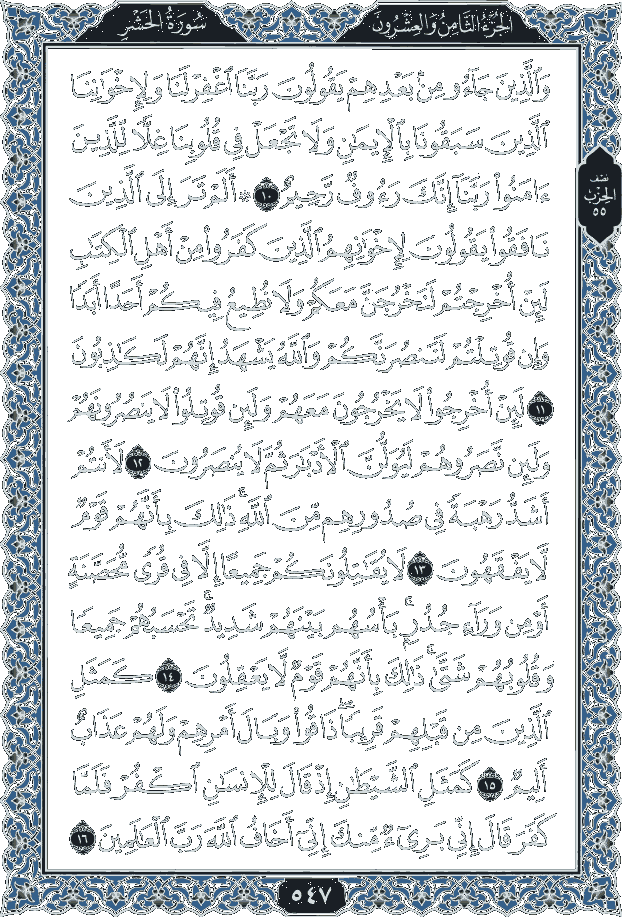 الجزء الثامن والعشرون
سورة الحشر
وَٱلَّذِينَ جَآءُو مِنۢ بَعْدِهِمْ يَقُولُونَ رَبَّنَا ٱغْفِرْ لَنَا وَلِإِخْوَٰنِنَا
ٱلَّذِينَ سَبَقُونَا بِٱلْإِيمَٰنِ وَلَا تَجْعَلْ فِى قُلُوبِنَا غِلًّا لِّلَّذِينَ
ءَامَنُوا۟ رَبَّنَآ إِنَّكَ رَءُوفٌ رَّحِيمٌ ١٠ ۞ أَلَمْ تَرَ إِلَى ٱلَّذِينَ
نَافَقُوا۟ يَقُولُونَ لِإِخْوَٰنِهِمُ ٱلَّذِينَ كَفَرُوا۟ مِنْ أَهْلِ ٱلْكِتَٰبِ
لَئِنْ أُخْرِجْتُمْ لَنَخْرُجَنَّ مَعَكُمْ وَلَا نُطِيعُ فِيكُمْ أَحَدًا أَبَدًا
وَإِن قُوتِلْتُمْ لَنَنصُرَنَّكُمْ وَٱللَّهُ يَشْهَدُ إِنَّهُمْ لَكَٰذِبُونَ
١١ لَئِنْ أُخْرِجُوا۟ لَا يَخْرُجُونَ مَعَهُمْ وَلَئِن قُوتِلُوا۟ لَا يَنصُرُونَهُمْ
وَلَئِن نَّصَرُوهُمْ لَيُوَلُّنَّ ٱلْأَدْبَٰرَ ثُمَّ لَا يُنصَرُونَ ١٢ لَأَنتُمْ
أَشَدُّ رَهْبَةً فِى صُدُورِهِم مِّنَ ٱللَّهِ ۚ ذَٰلِكَ بِأَنَّهُمْ قَوْمٌ
لَّا يَفْقَهُونَ ١٣ لَا يُقَٰتِلُونَكُمْ جَمِيعًا إِلَّا فِى قُرًى مُّحَصَّنَةٍ
أَوْ مِن وَرَآءِ جُدُرٍۭ ۚ بَأْسُهُم بَيْنَهُمْ شَدِيدٌ ۚ تَحْسَبُهُمْ جَمِيعًا
وَقُلُوبُهُمْ شَتَّىٰ ۚ ذَٰلِكَ بِأَنَّهُمْ قَوْمٌ لَّا يَعْقِلُونَ ١٤ كَمَثَلِ
ٱلَّذِينَ مِن قَبْلِهِمْ قَرِيبًا ۖ ذَاقُوا۟ وَبَالَ أَمْرِهِمْ وَلَهُمْ عَذَابٌ
أَلِيمٌ ١٥ كَمَثَلِ ٱلشَّيْطَٰنِ إِذْ قَالَ لِلْإِنسَٰنِ ٱكْفُرْ فَلَمَّا
كَفَرَ قَالَ إِنِّى بَرِىٓءٌ مِّنكَ إِنِّىٓ أَخَافُ ٱللَّهَ رَبَّ ٱلْعَٰلَمِينَ ١٦
نصف
الحزب
٥٥
٥٤٧